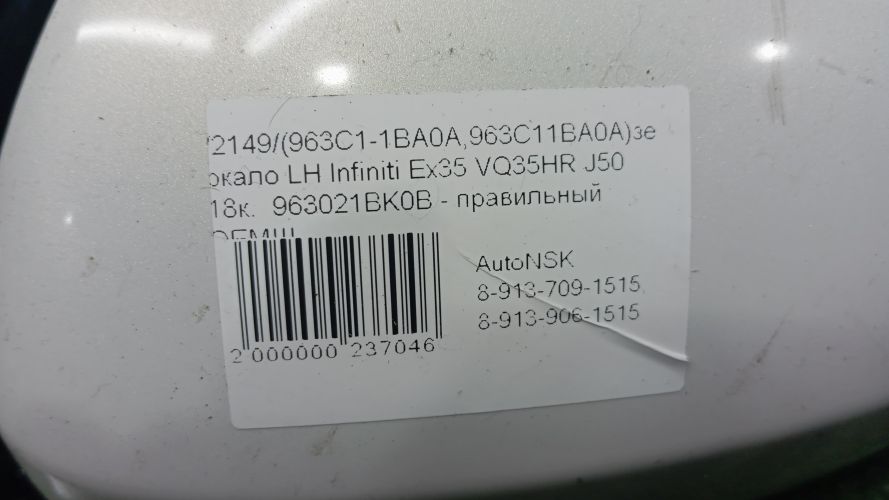 /2149/(963C1-1BA0A,963C11BA0A)зе
ркало LH Infiniti Ex35 VQ35HR J50
18к. 963021BK0B - правильный
OEM!!!
AutoNSK
8-913-709-1515
8-913-906-1515
2 000000 237046